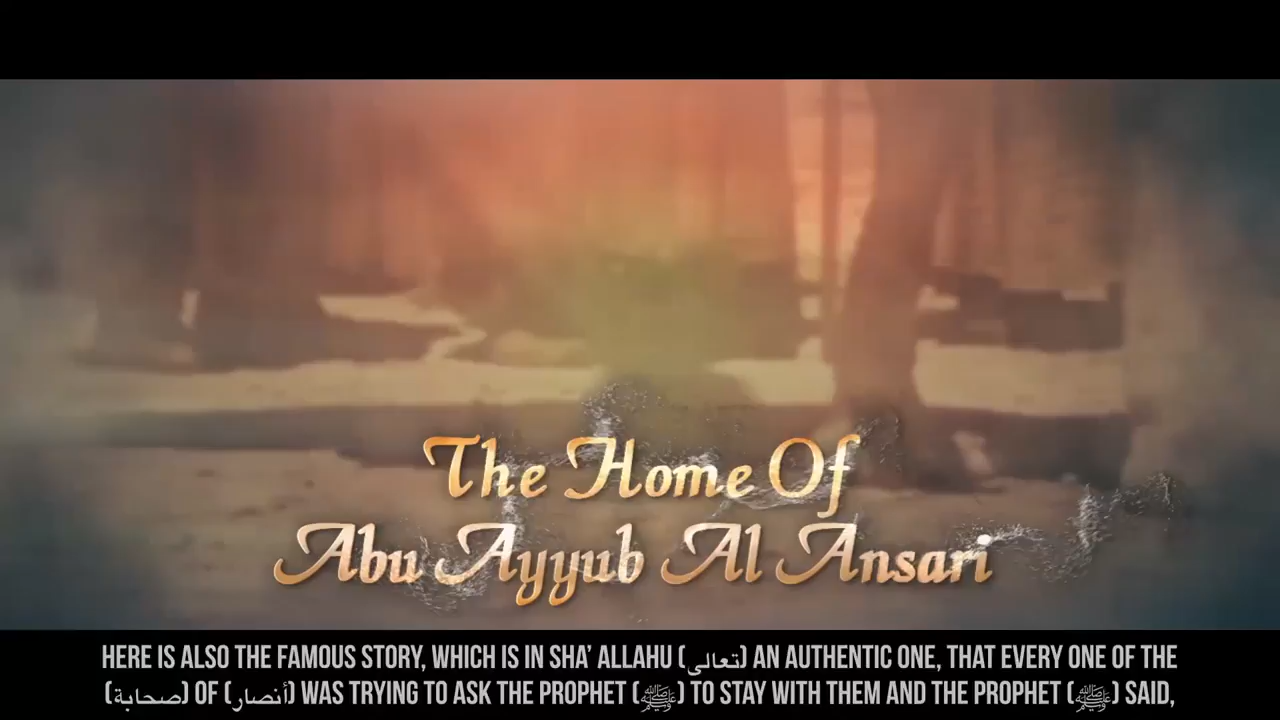 The Home Of
Abu Ayyub Al Ansari
HERE IS ALSO THE FAMOUS STORY, WHICH IS IN SHA' ALLAHU (تعالى) AN AUTHENTIC ONE, THAT EVERY ONE OF THE
(صحابة) OF (أنصار) WAS TRYING TO ASK THE PROPHET (ﷺ) TO STAY WITH THEM AND THE PROPHET (ﷺ) SAID,